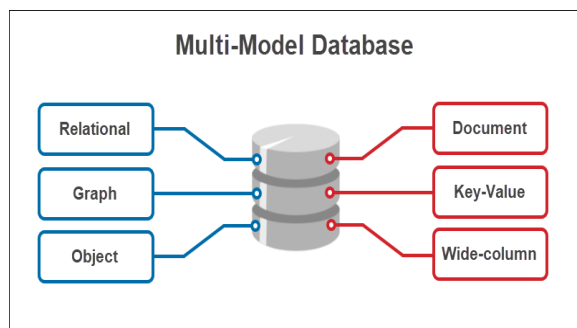 Multi-Model Database
Relational
Graph
Object
Document
Key-Value
Wide-column